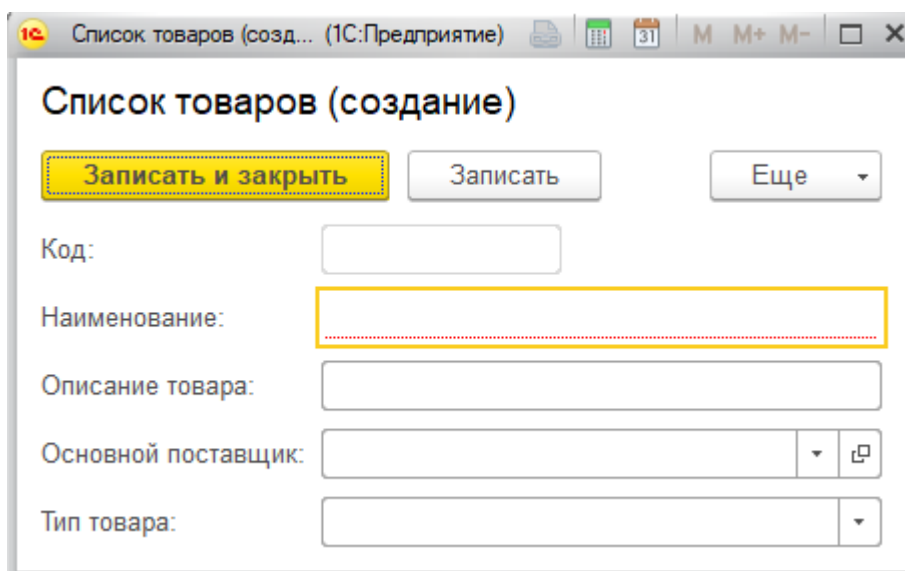 1С Список товаров (созд... (1С:Предприятие) 31 M M+ M-
Список товаров (создание)
Записать и закрыть Записать Еще
Код:
Наименование:
Описание товара:
Основной поставщик:
Тип товара: